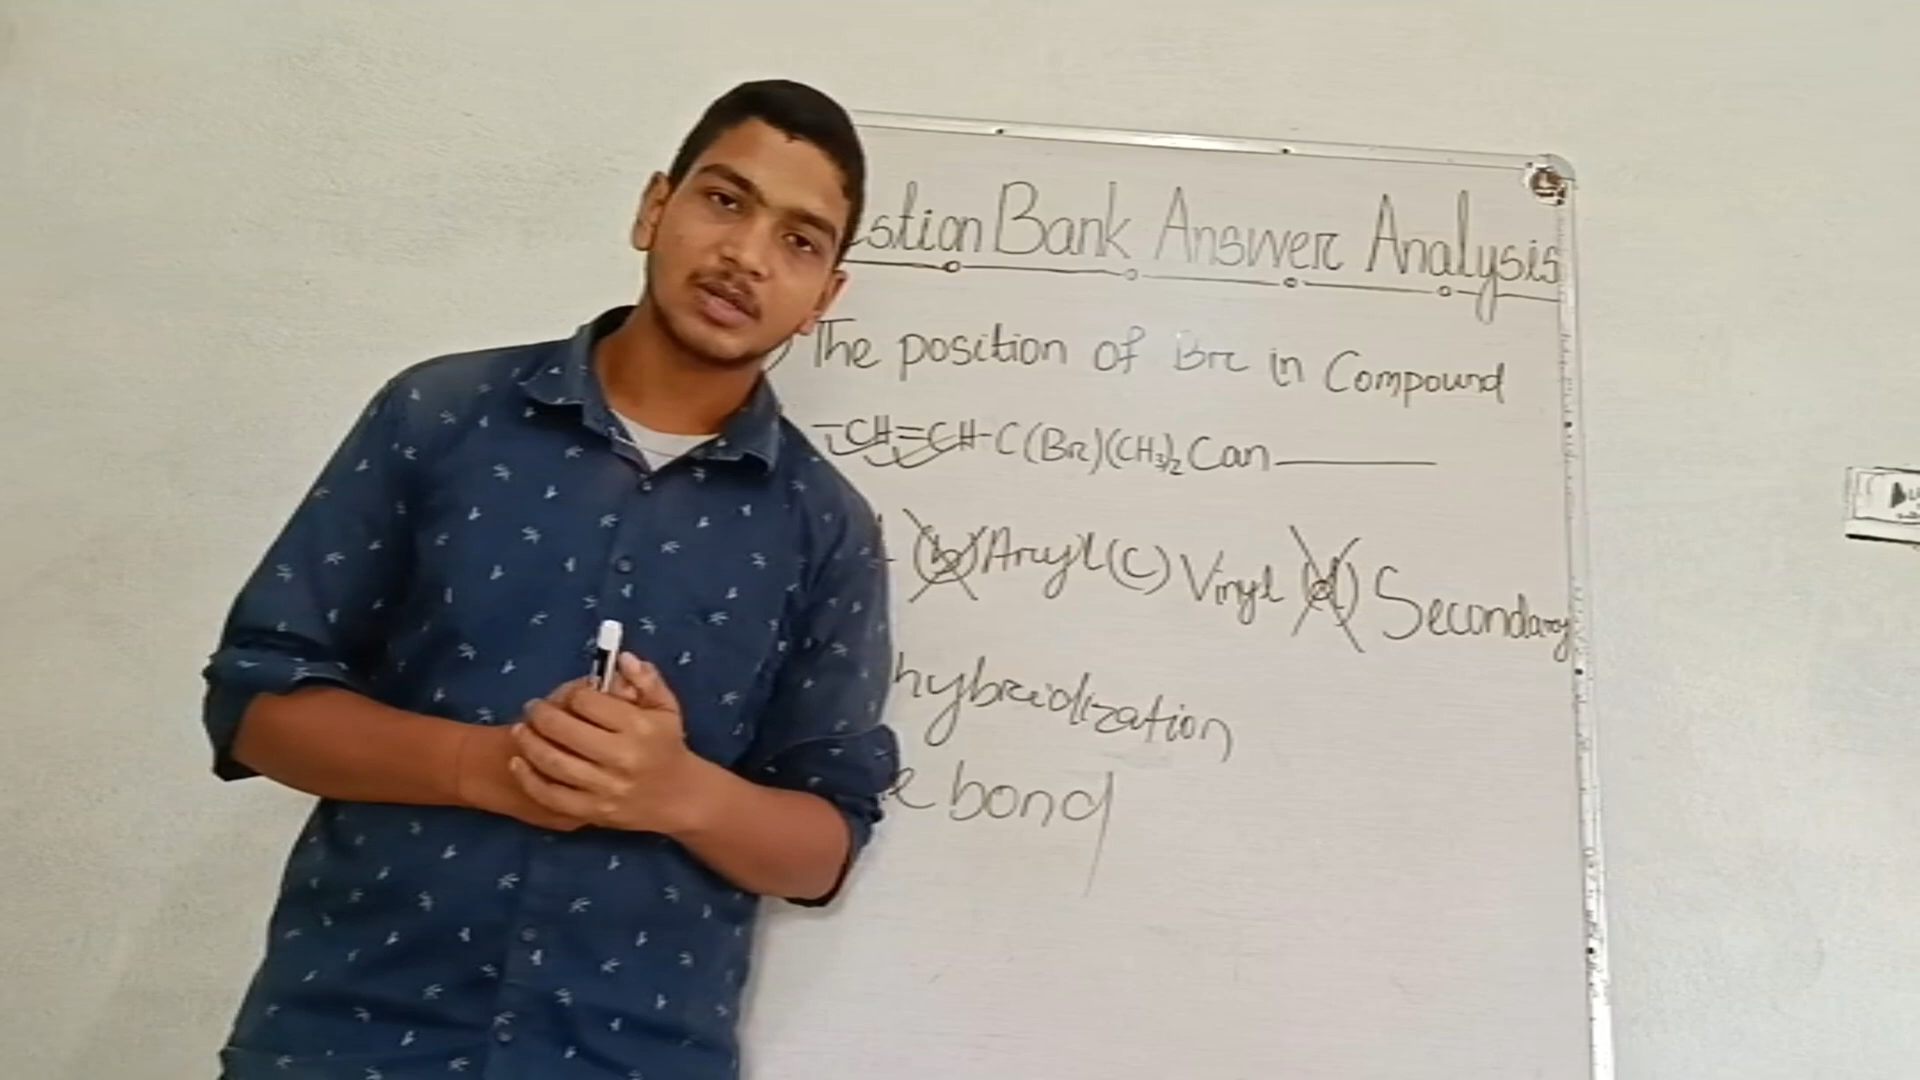 stion Bank Answer Analysis
The position of Br in Compound
-CH=CH-C(Br)(CH3)2 Can
(b) Aryl (C) Vinyl (d) Secondary
hybridization
e bond